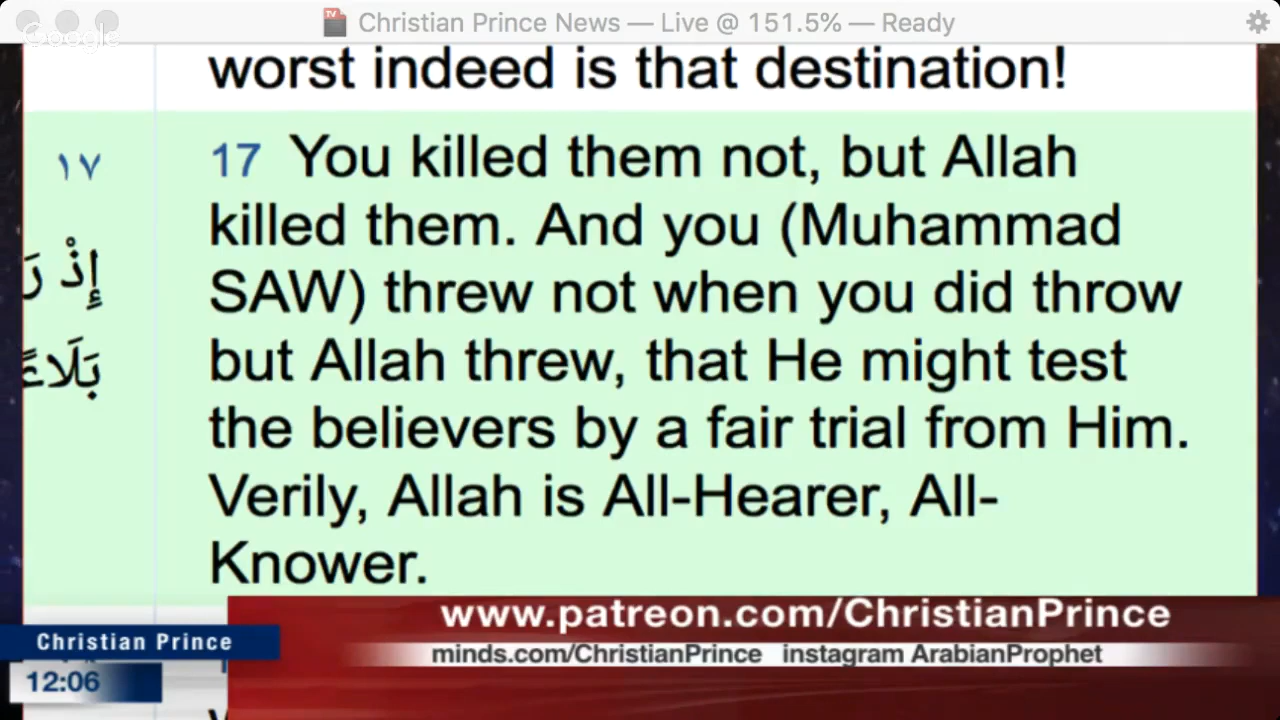 Christian Prince News — Live @ 151.5% — Ready
Google
worst indeed is that destination!
١٧
17 You killed them not, but Allah
killed them. And you (Muhammad
إِذْ رَ
SAW) threw not when you did throw
بَلَاءً
but Allah threw, that He might test
the believers by a fair trial from Him.
Verily, Allah is All-Hearer, All-
Knower.
www.patreon.com/ChristianPrince
Christian Prince
minds.com/ChristianPrince instagram ArabianProphet
12:06